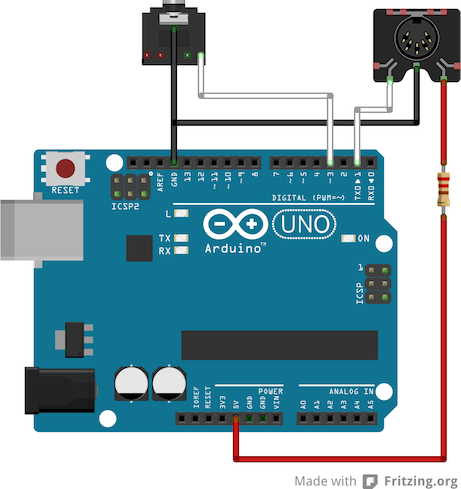 RESET
ICSP2
AREF
GND
13
12
~11
~10
~9
8
7
~6
~5
4
~3
2
TXD▶1
RXD◀0
DIGITAL (PWM=~)
L
TX
RX
UNO
Arduino™
ON
ICSP
1
IOREF
RESET
3V3
5V
GND
GND
VIN
POWER
ANALOG IN
A0
A1
A2
A3
A4
A5
Made with Fritzing.org